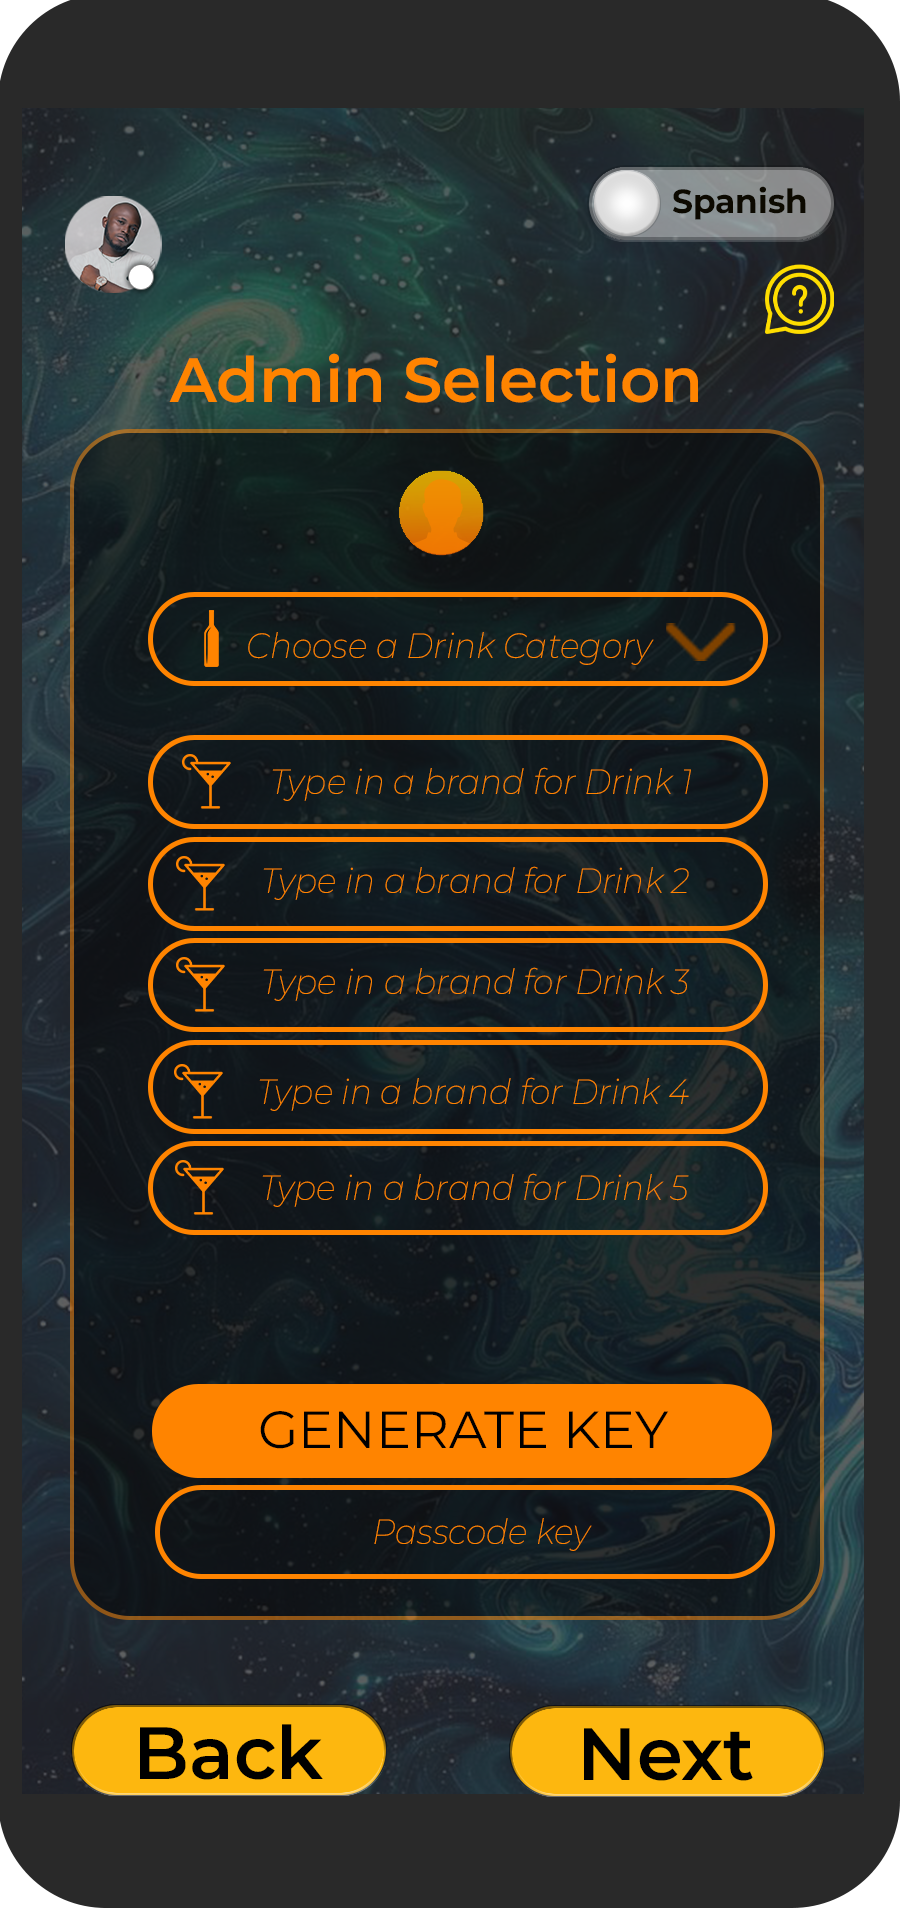 Spanish
?
Admin Selection
Choose a Drink Category
Type in a brand for Drink 1
Type in a brand for Drink 2
Type in a brand for Drink 3
Type in a brand for Drink 4
Type in a brand for Drink 5
GENERATE KEY
Passcode key
Back
Next